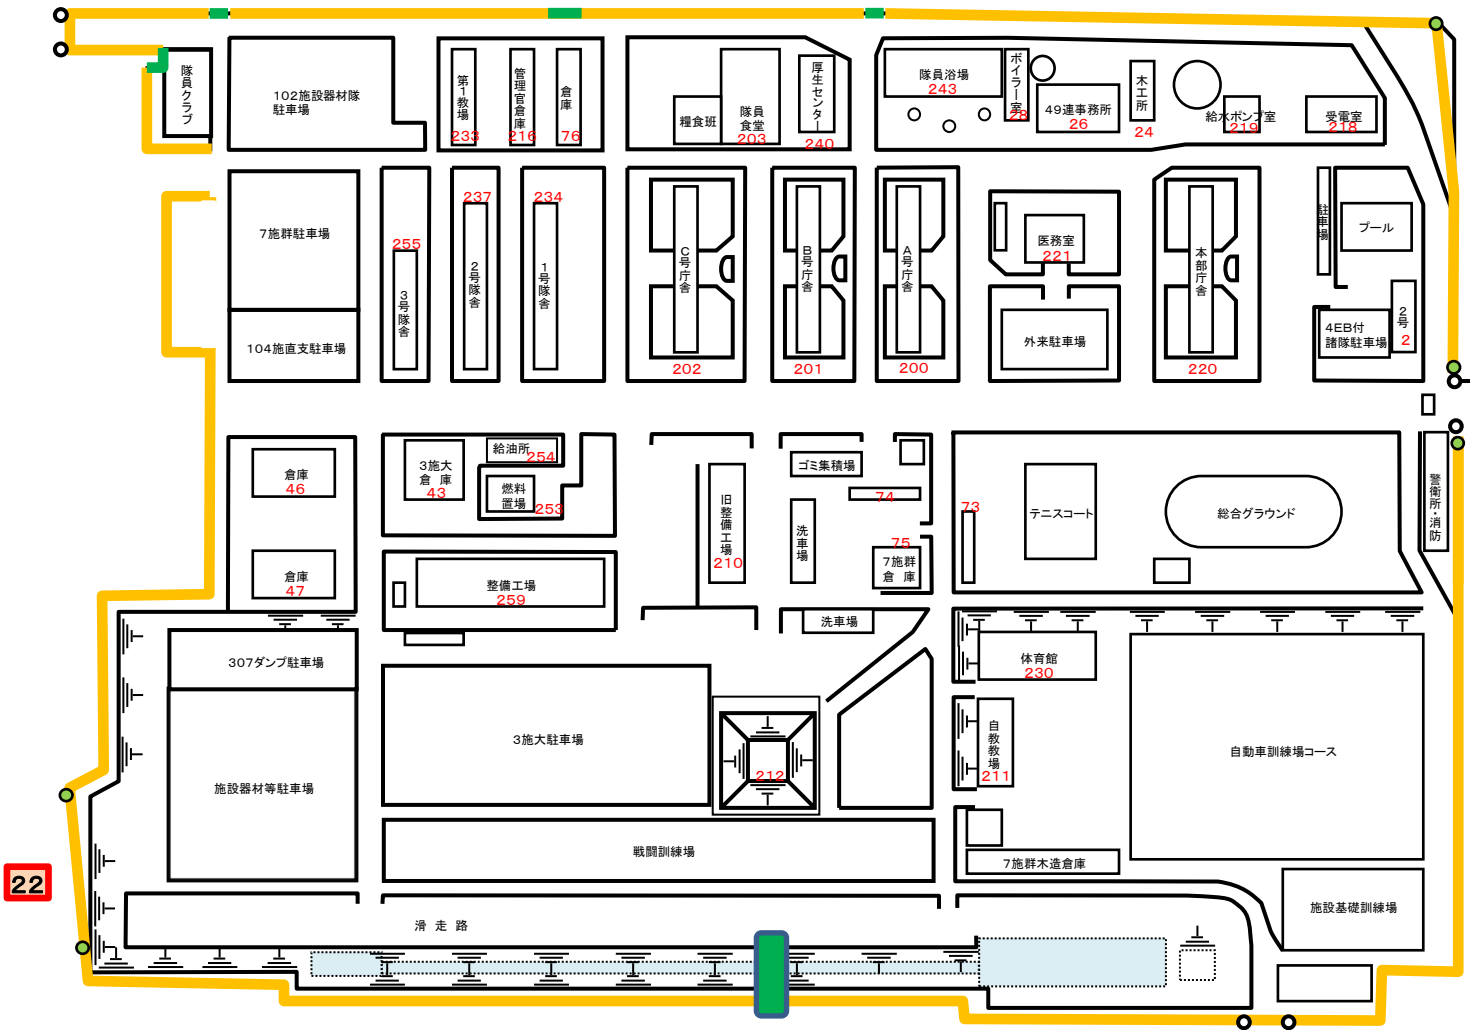 隊員クラブ
102施設器材隊
駐車場
第1教場
233
管理官倉庫
216
倉庫
76
糧食班
隊員
食堂
203
厚生センター
240
隊員浴場
243
ボイラー室
28
49連事務所
26
木工所
24
給水ポンプ室
219
受電室
218
7施群駐車場
104施直支駐車場
255
3号隊舎
237
2号隊舎
234
1号隊舎
C号庁舎
202
B号庁舎
201
A号庁舎
200
医務室
221
外来駐車場
本部庁舎
220
駐車場
プール
4EB付
諸隊駐車場
2号
2
倉庫
46
倉庫
47
3施大
倉 庫
43
給油所
254
燃料
置場
253
整備工場
259
旧整備工場
210
ゴミ集積場
74
洗車場
75
7施群
倉 庫
洗車場
73
テニスコート
総合グラウンド
警衛所・消防
307ダンプ駐車場
施設器材等駐車場
3施大駐車場
212
体育館
230
自教教場
211
自動車訓練場コース
戦闘訓練場
7施群木造倉庫
22
滑 走 路
施設基礎訓練場